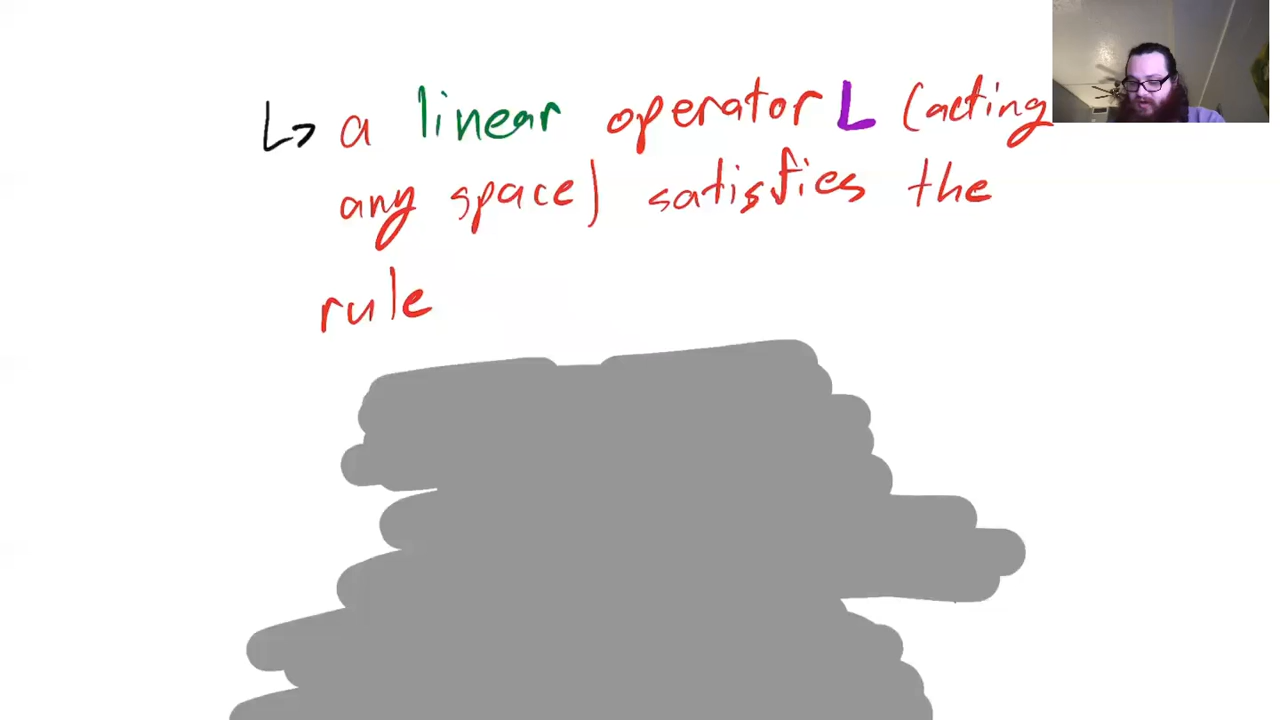 ↳ a linear operator L (acting
any space) satisfies the
rule